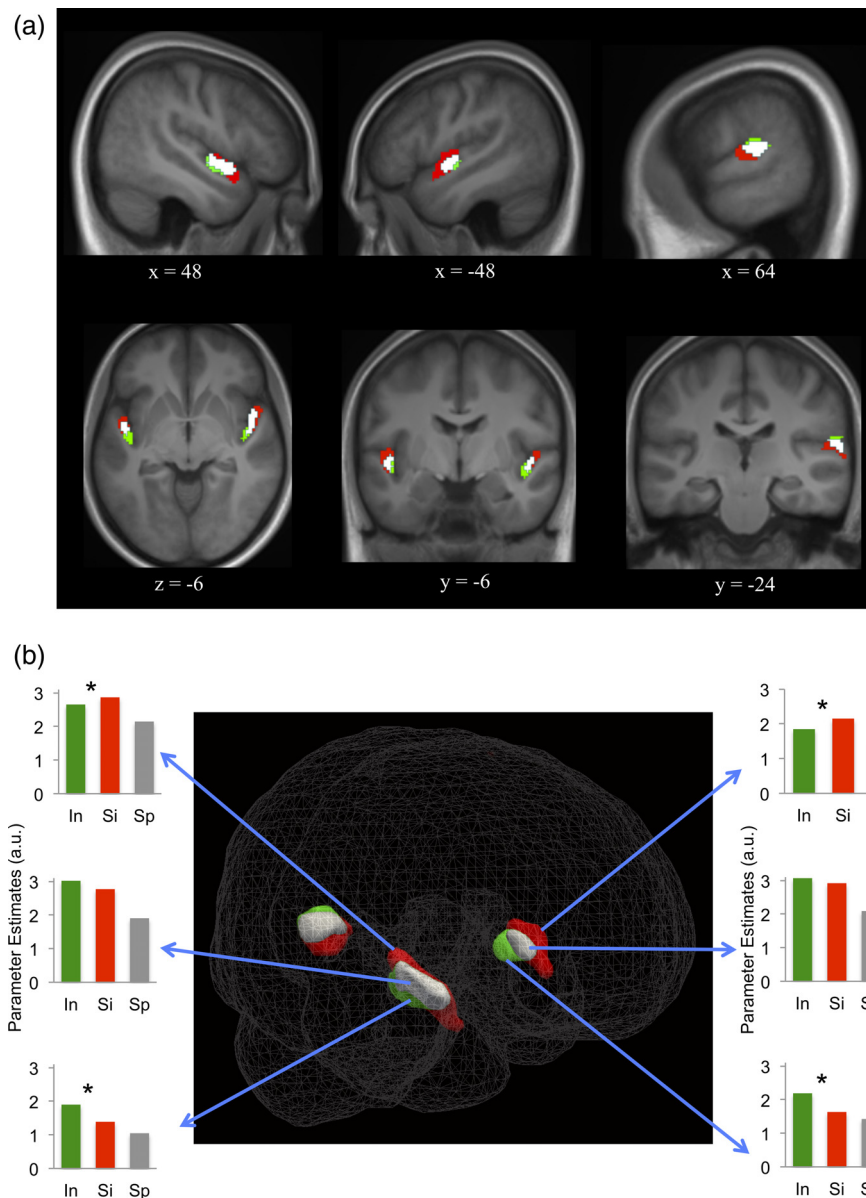 (a)
x = 48
x = -48
x = 64
z = -6
y = -6
y = -24
(b)
Parameter Estimates (a.u.)
3
2
1
0
*
In Si Sp
3
2
1
0
In Si Sp
2
1
0
*
In Si Sp
Parameter Estimates (a.u.)
3
2
1
0
*
In Si
3
2
1
0
In Si S
2
1
0
*
In Si S